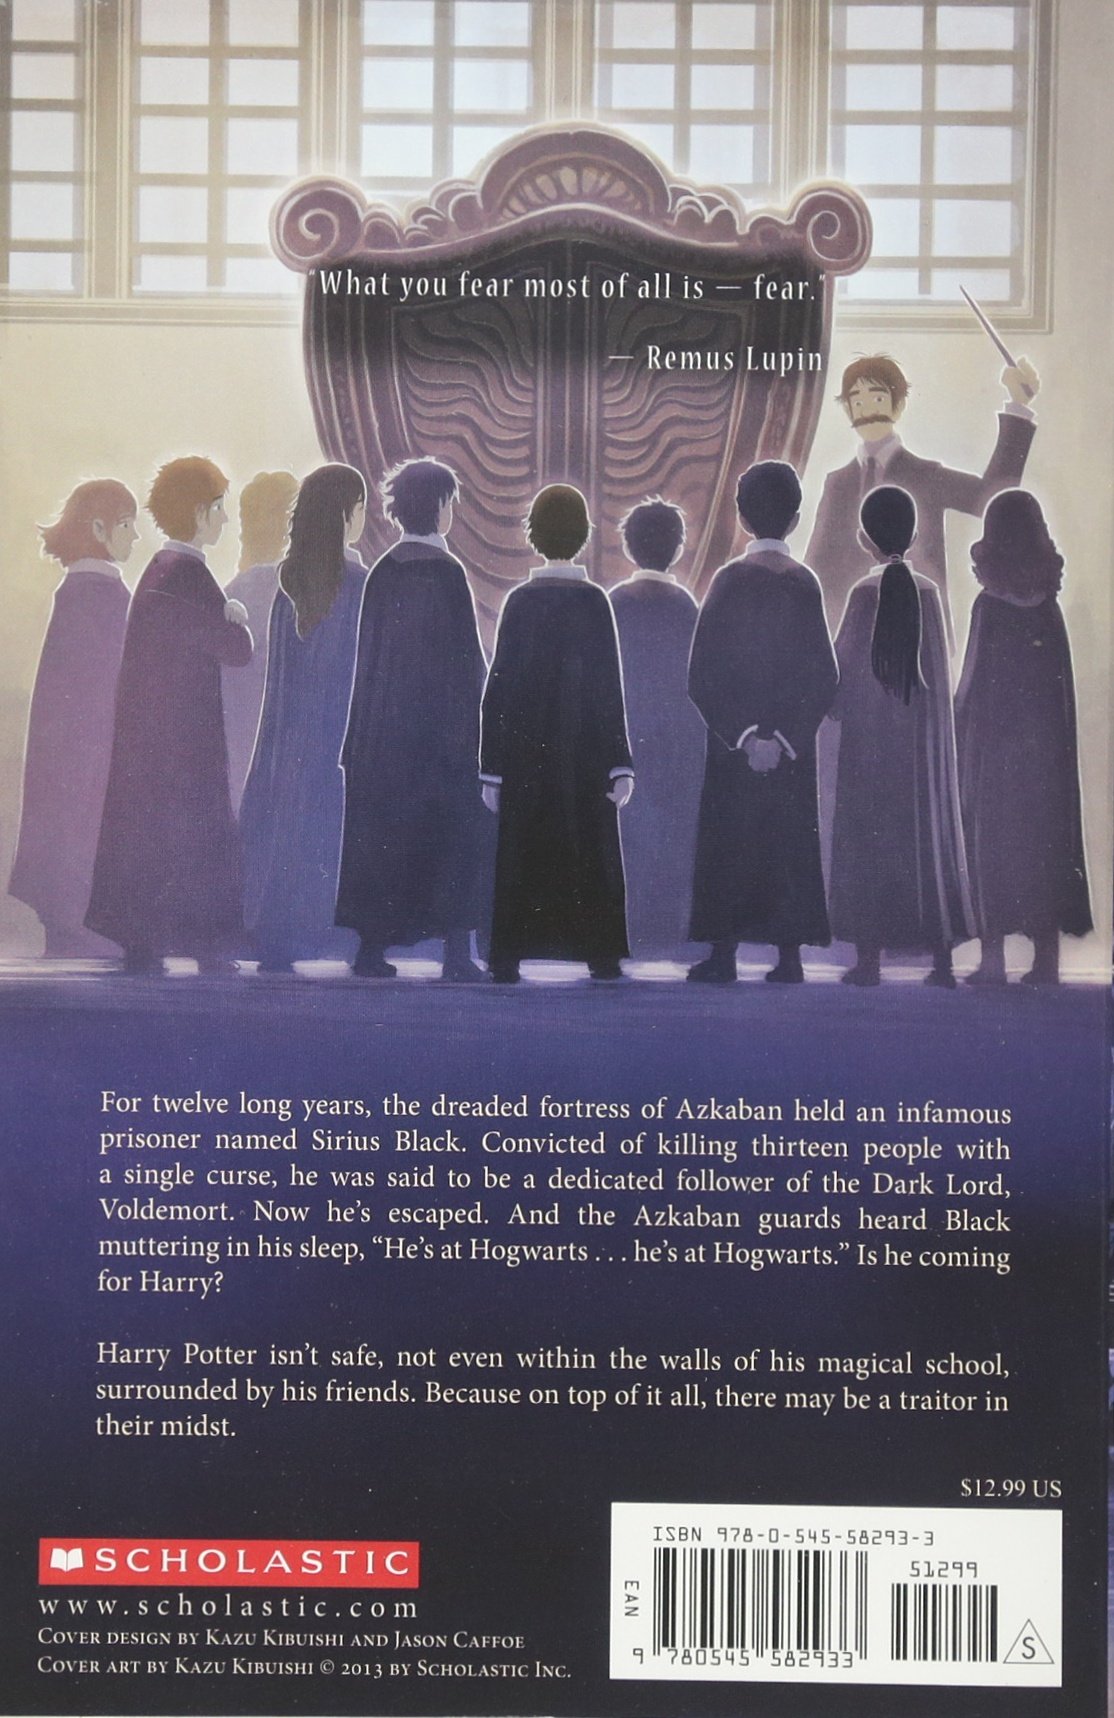 "What you fear most of all is — fear."
— Remus Lupin
For twelve long years, the dreaded fortress of Azkaban held an infamous
prisoner named Sirius Black. Convicted of killing thirteen people with
a single curse, he was said to be a dedicated follower of the Dark Lord,
Voldemort. Now he's escaped. And the Azkaban guards heard Black
muttering in his sleep, “He's at Hogwarts . . . he's at Hogwarts.” Is he coming
for Harry?
Harry Potter isn't safe, not even within the walls of his magical school,
surrounded by his friends. Because on top of it all, there may be a traitor in
their midst.
$12.99 US
SCHOLASTIC
www.scholastic.com
COVER DESIGN BY KAZU KIBUISHI AND JASON CAFFOE
COVER ART BY KAZU KIBUISHI © 2013 BY SCHOLASTIC INC.
ISBN 978-0-545-58293-3
51299
EAN
9 780545 582933
S